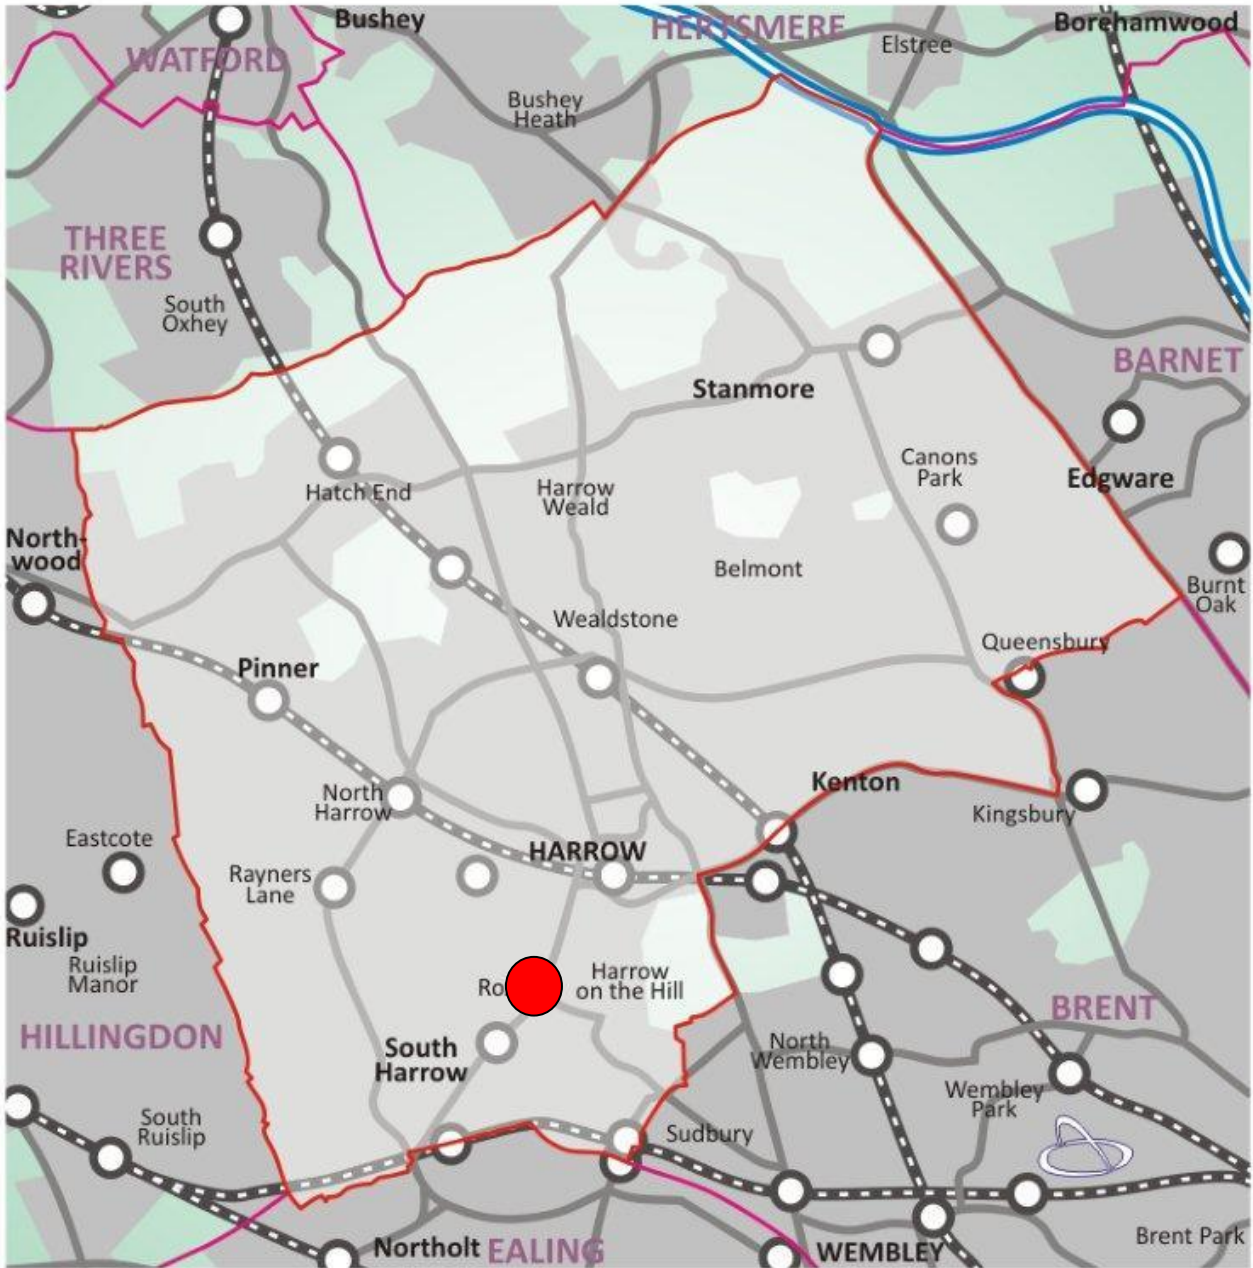 Bushey
HERTSMERE
Borehamwood
WATFORD
Elstree
Bushey
Heath
THREE
RIVERS
South
Oxhey
BARNET
Stanmore
Canons
Park
Edgware
Hatch End
Harrow
Weald
North-
wood
Belmont
Burnt
Oak
Wealdstone
Queensbury
Pinner
Kenton
North
Harrow
Kingsbury
Eastcote
HARROW
Rayners
Lane
Ruislip
Ruislip
Manor
Harrow
on the Hill
Ro
BRENT
HILLINGDON
South
Harrow
North
Wembley
Wembley
Park
South
Ruislip
Sudbury
Northolt
EALING
WEMBLEY
Brent Park